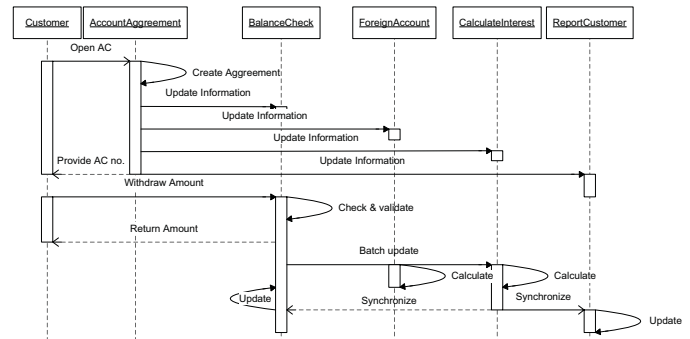 Customer
AccountAggreement
BalanceCheck
ForeignAccount
CalculateInterest
ReportCustomer
Open AC
Create Aggreement
Update Information
Update Information
Update Information
Update Information
Provide AC no.
Withdraw Amount
Check & validate
Return Amount
Batch update
Calculate
Calculate
Update
Synchronize
Synchronize
Update